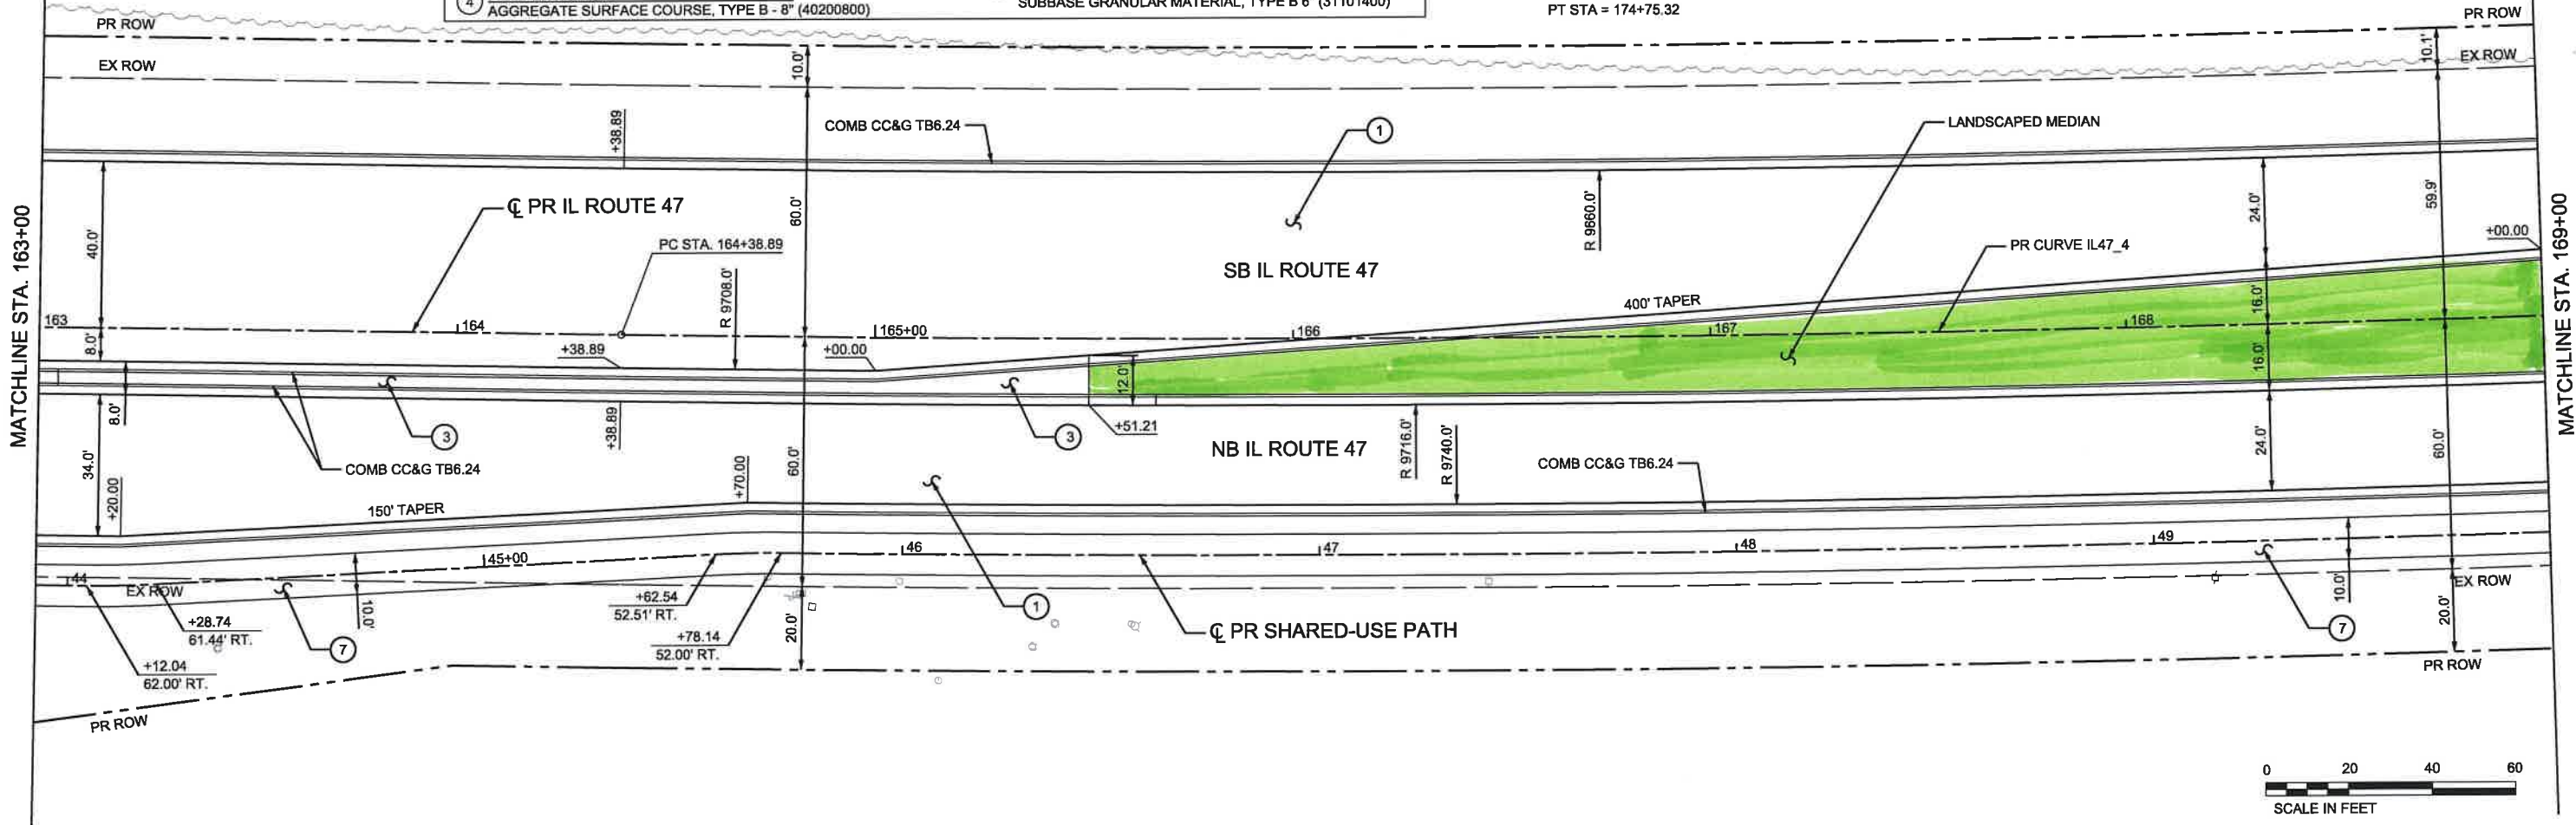 4
AGGREGATE SURFACE COURSE, TYPE B - 8" (40200800)
SUBBASE GRANULAR MATERIAL, TYPE B 6" (31101400)
PT STA = 174+75.32
PR ROW
PR ROW
EX ROW
10.0'
10.1'
EX ROW
+38.89
COMB CC&G TB6.24
1
LANDSCAPED MEDIAN
MATCHLINE STA. 163+00
40.0'
℄ PR IL ROUTE 47
60.0'
R 9660.0'
24.0'
59.9'
MATCHLINE STA. 169+00
PC STA. 164+38.89
+00.00
SB IL ROUTE 47
PR CURVE IL47_4
R 9708.0'
400' TAPER
16.0'
163
164
165+00
166
167
168
8.0'
+38.89
+00.00
16.0'
12.0'
8.0'
3
+38.89
3
+51.21
NB IL ROUTE 47
R 9716.0'
R 9740.0'
24.0'
60.0'
34.0'
COMB CC&G TB6.24
60.0'
COMB CC&G TB6.24
+20.00
+70.00
150' TAPER
44
45+00
46
47
48
49
EX ROW
10.0'
+62.54
52.51' RT.
1
10.0'
EX ROW
+28.74
61.44' RT.
7
+78.14
52.00' RT.
20.0'
℄ PR SHARED-USE PATH
7
20.0'
+12.04
62.00' RT.
PR ROW
PR ROW
0 20 40 60
SCALE IN FEET